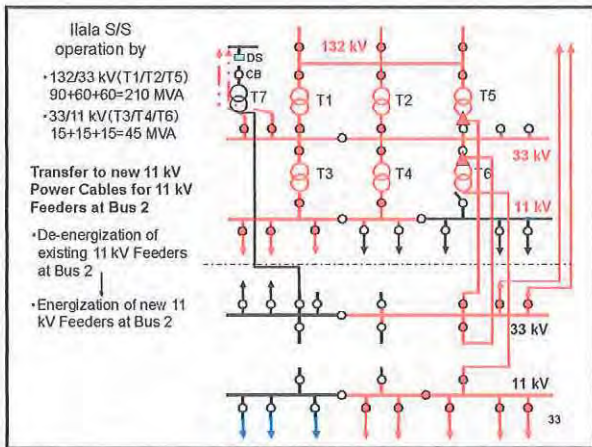 Ilala S/S
operation by
•132/33 kV(T1/T2/T5)
90+60+60=210 MVA
•33/11 kV(T3/T4/T6)
15+15+15=45 MVA
Transfer to new 11 kV
Power Cables for 11 kV
Feeders at Bus 2
•De-energization of
existing 11 kV Feeders
at Bus 2
•Energization of new 11
kV Feeders at Bus 2
DS
CB
T7
132 kV
T1
T2
T5
33 kV
T3
T4
T6
11 kV
33 kV
11 kV
33